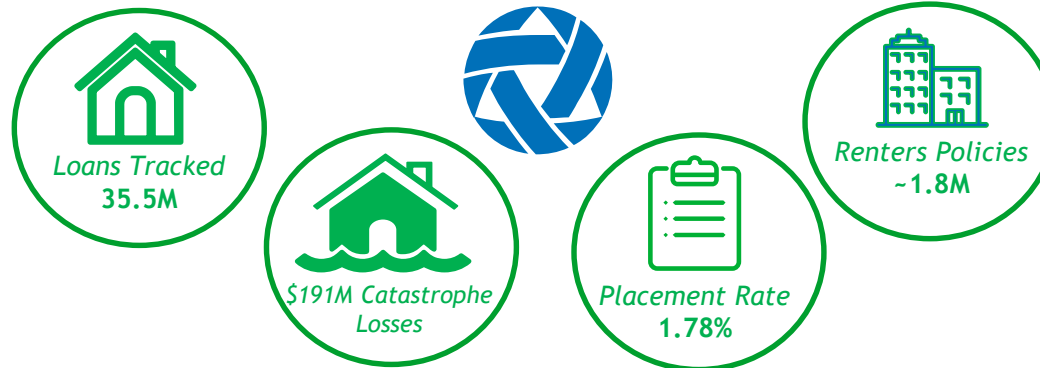 Loans Tracked
35.5M
$191M Catastrophe
Losses
Placement Rate
1.78%
Renters Policies
~1.8M